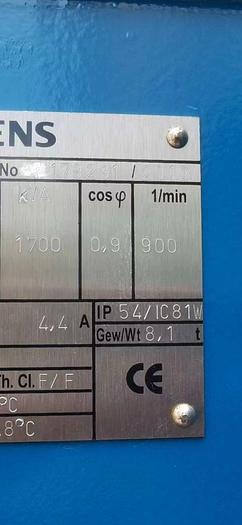 ENS
No /
kVA cosφ 1/min
1700 0,9 900
4,4 A IP 54/IC81W
Gew/Wt 8,1 t
Th. Cl. F/F
°C CE
8°C